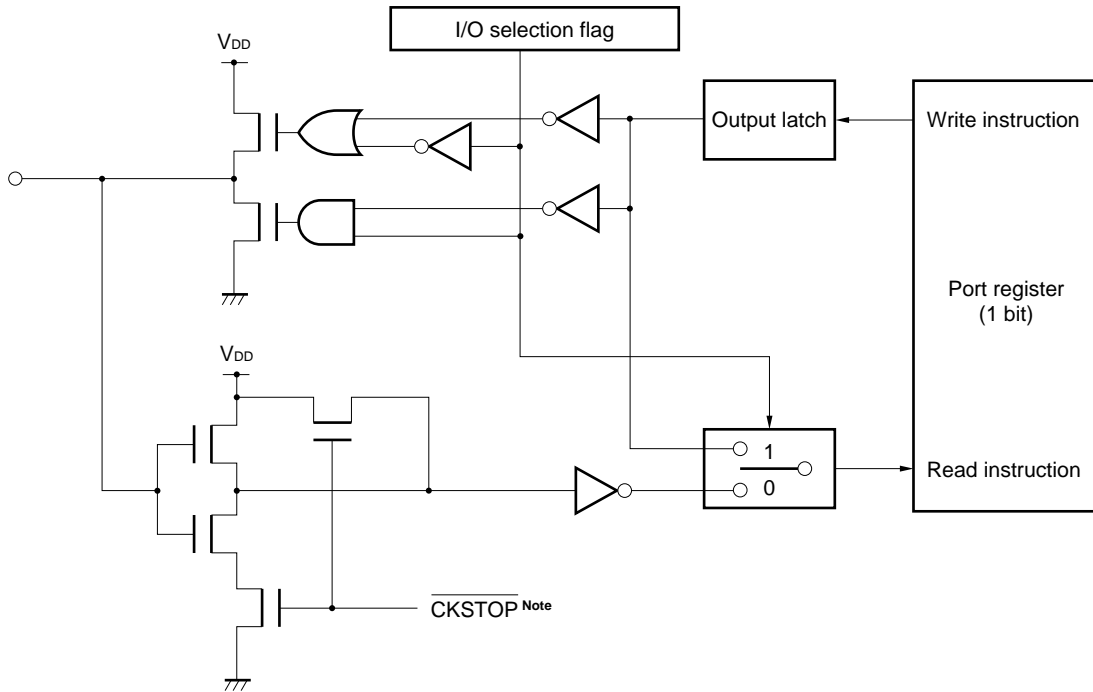 I/O selection flag
VDD
Output latch
Write instruction
Port register
(1 bit)
VDD
1
0
Read instruction
CKSTOP Note